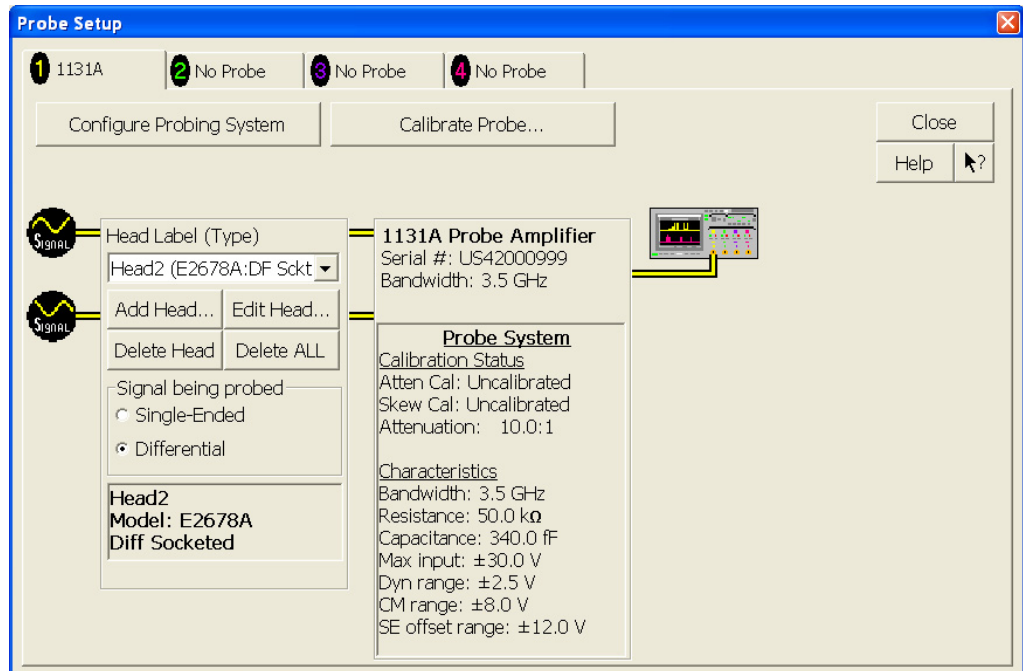 Probe Setup
1 1131A
2 No Probe
3 No Probe
4 No Probe
Configure Probing System
Calibrate Probe...
Close
Help
?
SIGNAL
Head Label (Type)
Head2 (E2678A:DF Sckt
Add Head...
Edit Head...
Delete Head
Delete ALL
SIGNAL
Signal being probed
Single-Ended
Differential
Head2
Model: E2678A
Diff Socketed
1131A Probe Amplifier
Serial #: US42000999
Bandwidth: 3.5 GHz
Probe System
Calibration Status
Atten Cal: Uncalibrated
Skew Cal: Uncalibrated
Attenuation: 10.0:1
Characteristics
Bandwidth: 3.5 GHz
Resistance: 50.0 kΩ
Capacitance: 340.0 fF
Max input: ±30.0 V
Dyn range: ±2.5 V
CM range: ±8.0 V
SE offset range: ±12.0 V